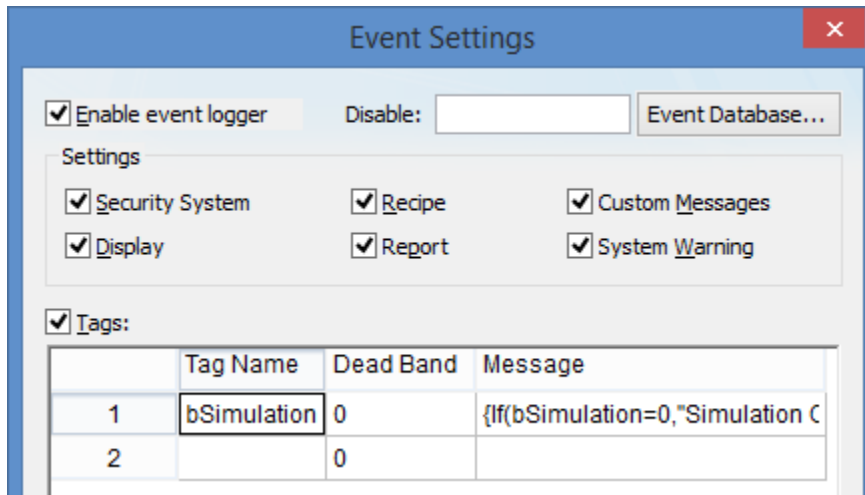 Event Settings
Enable event logger Disable: Event Database...
Settings
Security System Recipe Custom Messages
Display Report System Warning
Tags:
Tag Name Dead Band Message
1 bSimulation 0 {If(bSimulation=0,"Simulation
2 0